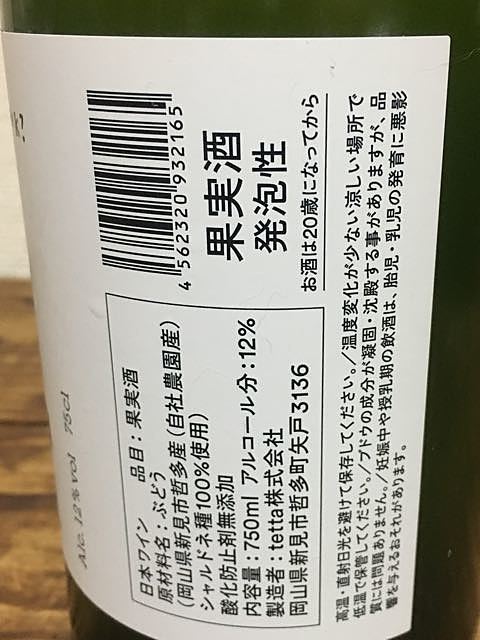 日本ワイン 品目:果実酒
原材料名:ぶどう
(岡山県新見市哲多産(自社農園産)
シャルドネ種100%使用)
酸化防止剤無添加
内容量:750ml アルコール分:12%
製造者:tetta株式会社
岡山県新見市哲多町矢戸3136
4 562320 932165
果実酒
発泡性
お酒は20歳になってから
高温・直射日光を避けて保存してください。/温度変化が少ない涼しい場所で
低温で保管してください。/ブドウの成分が凝固・沈殿する事がありますが、品
質には問題ありません。/妊娠中や授乳期の飲酒は、胎児・乳児の発育に悪影
響を与えるおそれがあります。
Alc. 12% vol 75cl